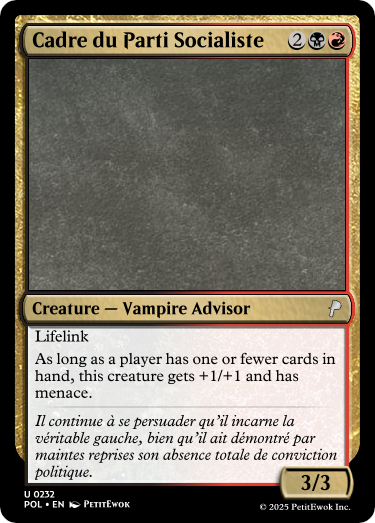 Cadre du Parti Socialiste 2
Creature — Vampire Advisor
Lifelink
As long as a player has one or fewer cards in
hand, this creature gets +1/+1 and has
menace.
Il continue à se persuader qu'il incarne la
véritable gauche, bien qu'il ait démontré par
maintes reprises son absence totale de conviction
politique.
3/3
U 0232
POL • EN PetitEwok
© 2025 PetitEwok Inc.